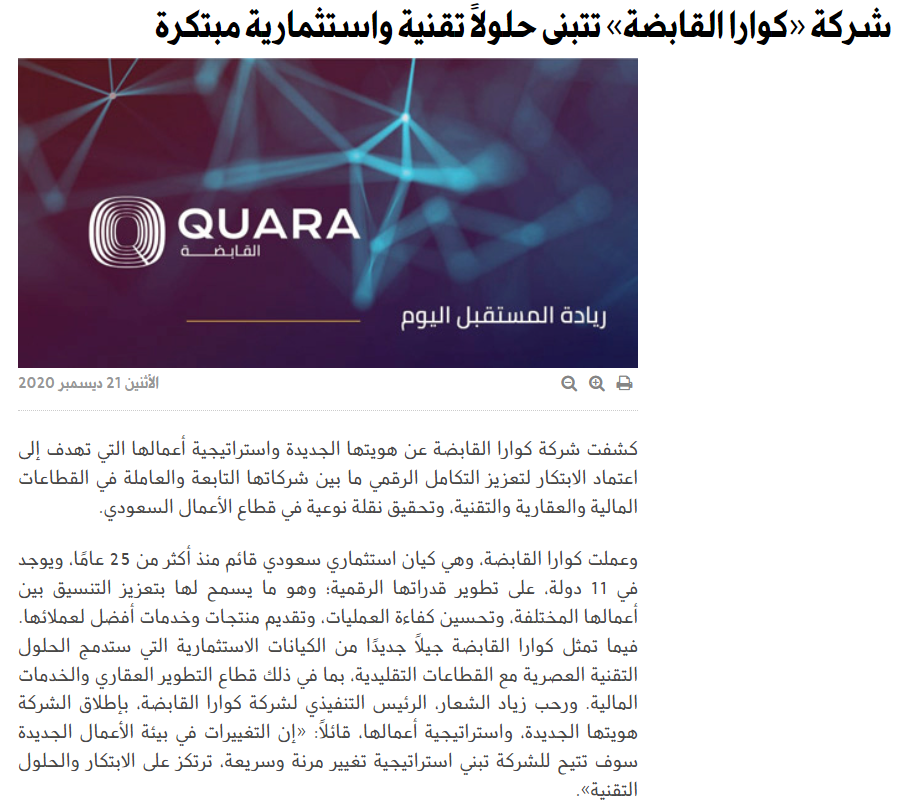 شركة «كوارا القابضة» تتبنى حلولاً تقنية واستثمارية مبتكرة
QUARA
القابضة
ريادة المستقبل اليوم
الأثنين 21 ديسمبر 2020
كشفت شركة كوارا القابضة عن هويتها الجديدة واستراتيجية أعمالها التي تهدف إلى
اعتماد الابتكار لتعزيز التكامل الرقمي ما بين شركاتها التابعة والعاملة في القطاعات
المالية والعقارية والتقنية، وتحقيق نقلة نوعية في قطاع الأعمال السعودي.
وعملت كوارا القابضة، وهي كيان استثماري سعودي قائم منذ أكثر من 25 عامًا، ويوجد
في 11 دولة، على تطوير قدراتها الرقمية؛ وهو ما يسمح لها بتعزيز التنسيق بين
أعمالها المختلفة، وتحسين كفاءة العمليات، وتقديم منتجات وخدمات أفضل لعملائها.
فيما تمثل كوارا القابضة جيلاً جديدًا من الكيانات الاستثمارية التي ستدمج الحلول
التقنية العصرية مع القطاعات التقليدية، بما في ذلك قطاع التطوير العقاري والخدمات
المالية. ورحب زياد الشعار، الرئيس التنفيذي لشركة كوارا القابضة، بإطلاق الشركة
هويتها الجديدة، واستراتيجية أعمالها، قائلاً: «إن التغييرات في بيئة الأعمال الجديدة
سوف تتيح للشركة تبني استراتيجية تغيير مرنة وسريعة، ترتكز على الابتكار والحلول
التقنية».